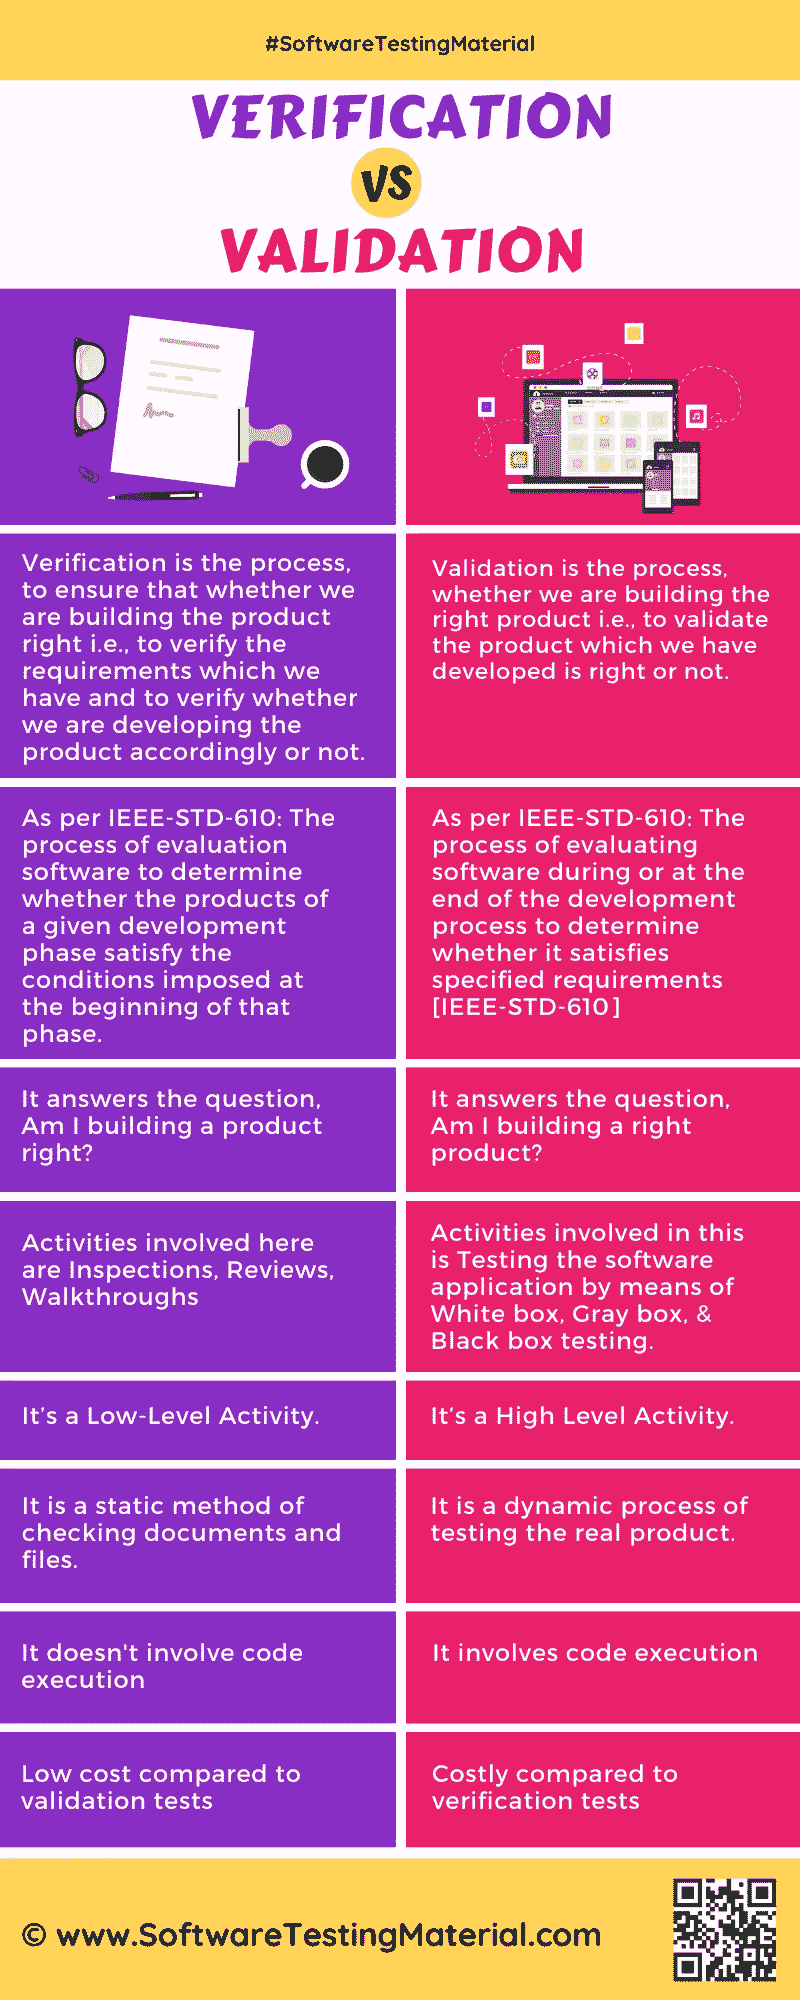 #SoftwareTestingMaterial
VERIFICATION
VS
VALIDATION
Verification is the process,
to ensure that whether we
are building the product
right i.e., to verify the
requirements which we
have and to verify whether
we are developing the
product accordingly or not.
Validation is the process,
whether we are building the
right product i.e., to validate
the product which we have
developed is right or not.
As per IEEE-STD-610: The
process of evaluation
software to determine
whether the products of
a given development
phase satisfy the
conditions imposed at
the beginning of that
phase.
As per IEEE-STD-610: The
process of evaluating
software during or at the
end of the development
process to determine
whether it satisfies
specified requirements
[IEEE-STD-610]
It answers the question,
Am I building a product
right?
It answers the question,
Am I building a right
product?
Activities involved here
are Inspections, Reviews,
Walkthroughs
Activities involved in this
is Testing the software
application by means of
White box, Gray box, &
Black box testing.
It's a Low-Level Activity.
It's a High Level Activity.
It is a static method of
checking documents and
files.
It is a dynamic process of
testing the real product.
It doesn't involve code
execution
It involves code execution
Low cost compared to
validation tests
Costly compared to
verification tests
© www.SoftwareTestingMaterial.com